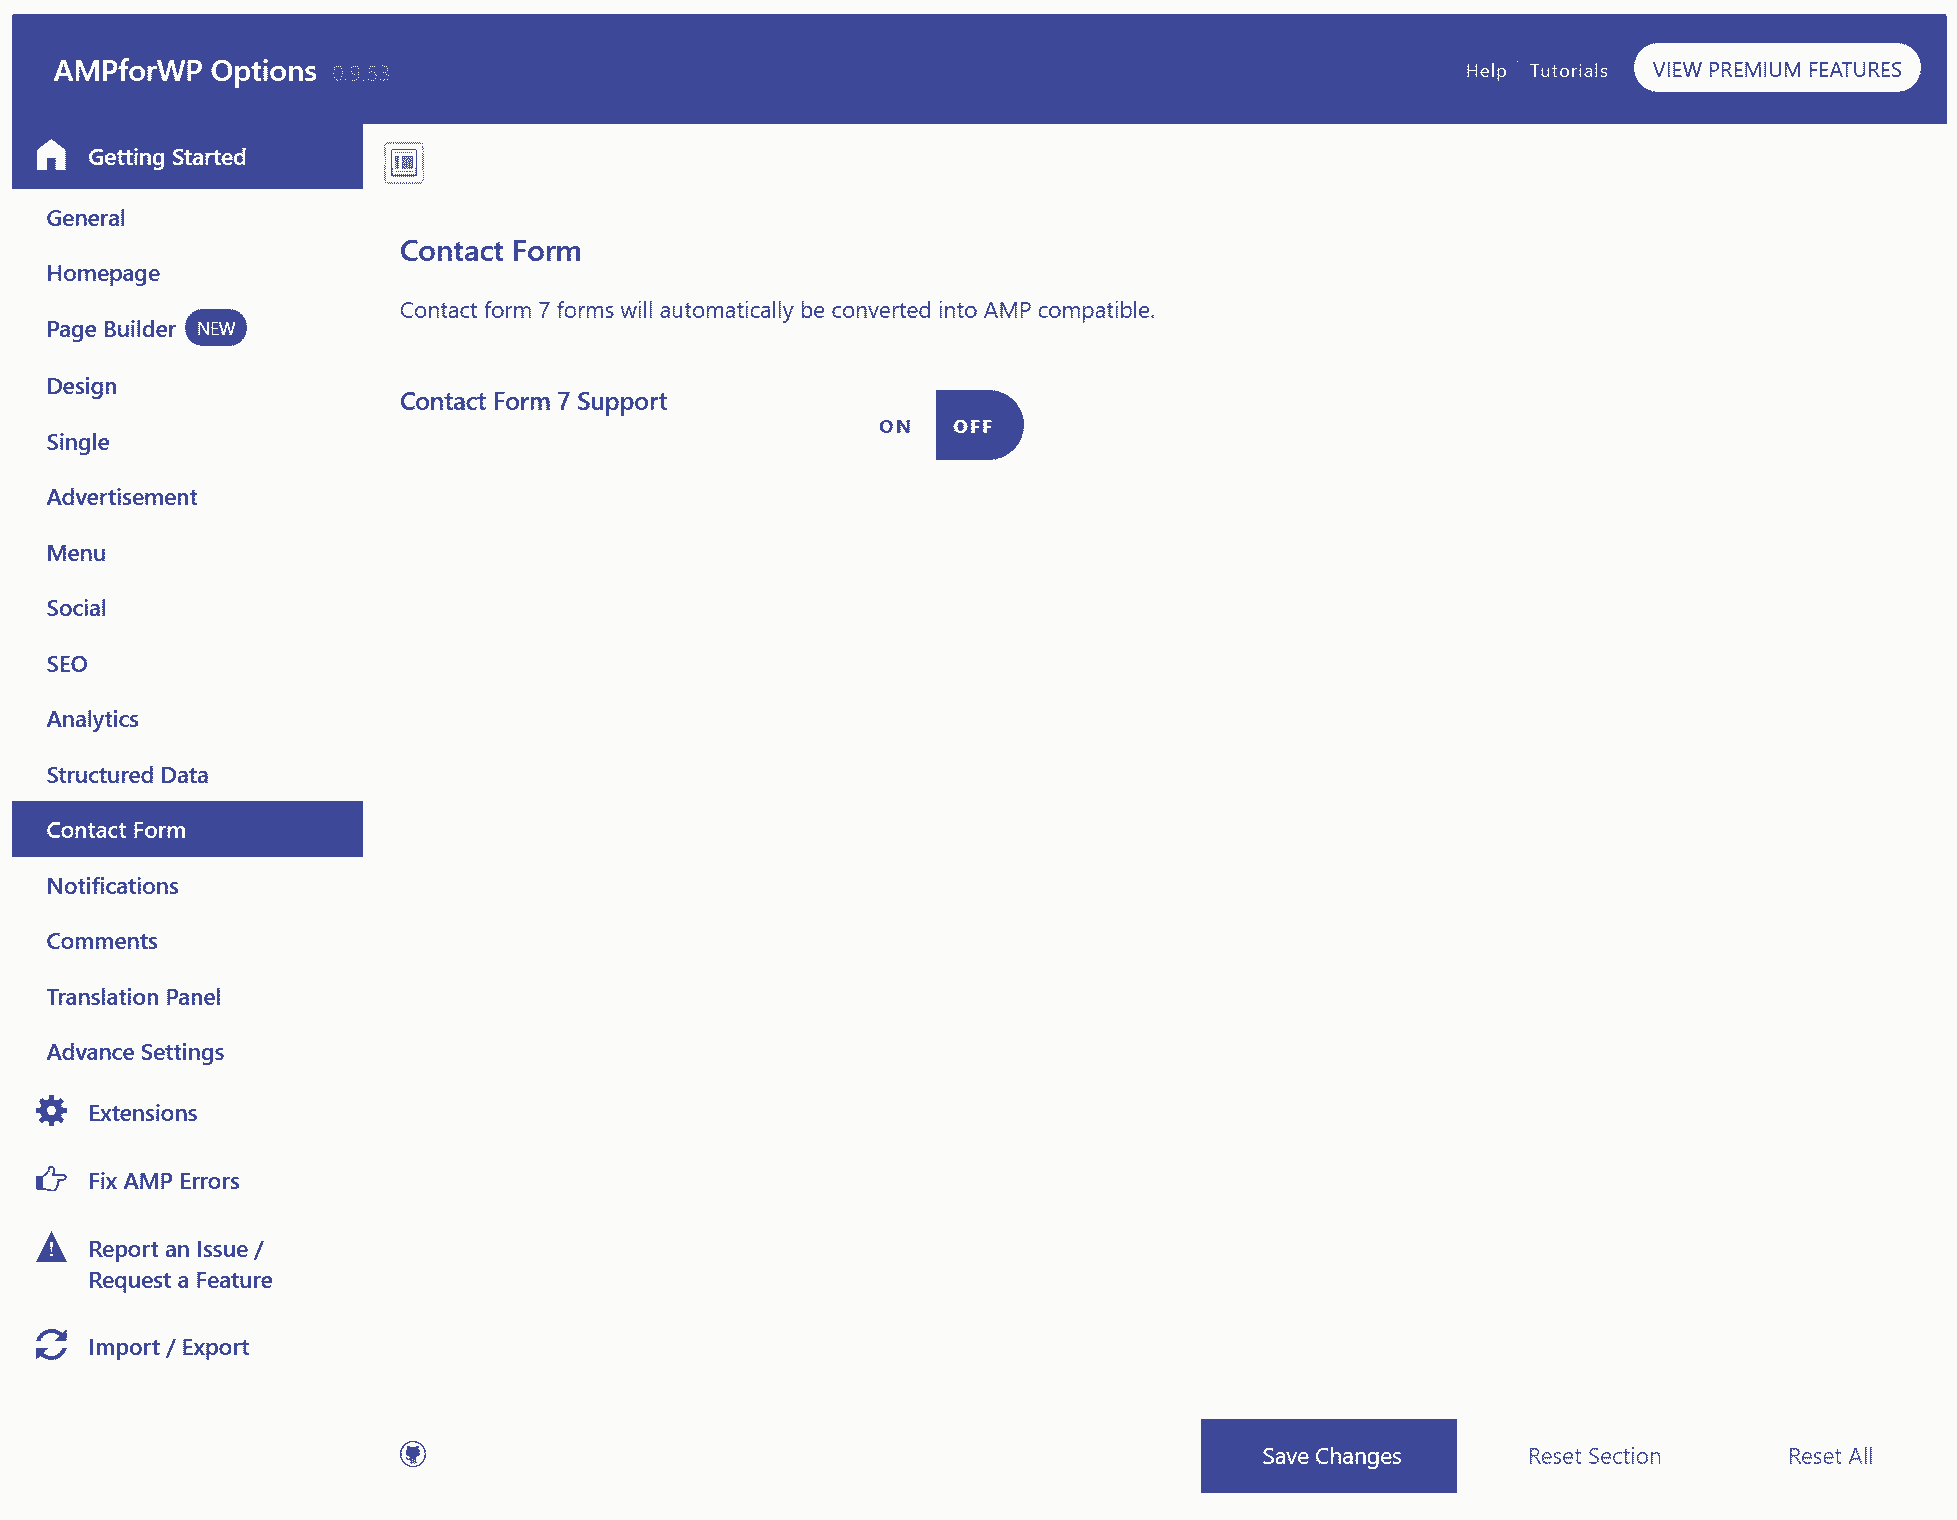 AMPforWP Options 0.9.53
Help Tutorials VIEW PREMIUM FEATURES
Getting Started
General
Homepage
Page Builder NEW
Design
Single
Advertisement
Menu
Social
SEO
Analytics
Structured Data
Contact Form
Notifications
Comments
Translation Panel
Advance Settings
Extensions
Fix AMP Errors
Report an Issue /
Request a Feature
Import / Export
Contact Form
Contact form 7 forms will automatically be converted into AMP compatible.
Contact Form 7 Support
ON OFF
Save Changes Reset Section Reset All